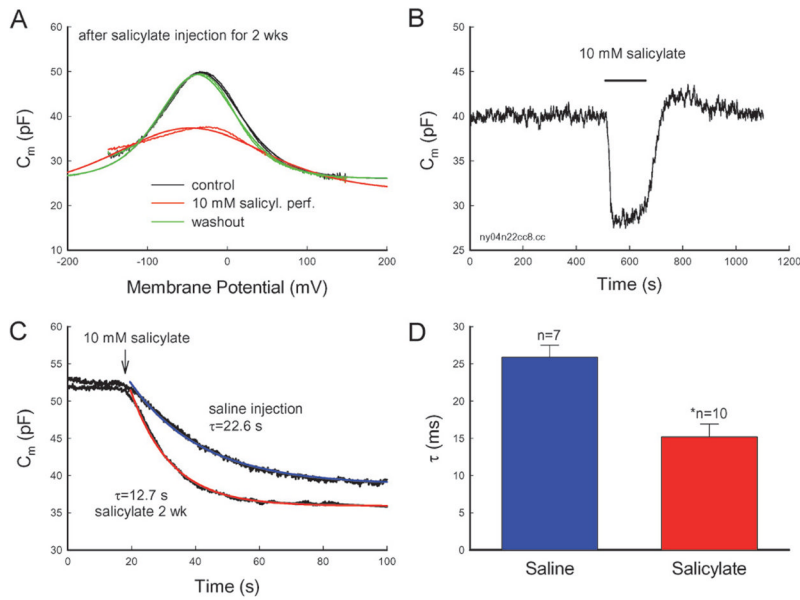 A
after salicylate injection for 2 wks
60
50
40
30
20
10
Cm (pF)
control
10 mM salicyl. perf.
washout
-200
-100
0
100
200
Membrane Potential (mV)
B
10 mM salicylate
50
45
40
35
30
25
Cm (pF)
ny04n22cc8.cc
0 200 400 600 800 1000 1200
Time (s)
C
10 mM salicylate
60
55
50
45
40
35
30
Cm (pF)
saline injection
τ=22.6 s
τ=12.7 s
salicylate 2 wk
0 20 40 60 80 100
Time (s)
D
30
25
20
15
10
5
0
τ (ms)
n=7
*n=10
Saline
Salicylate